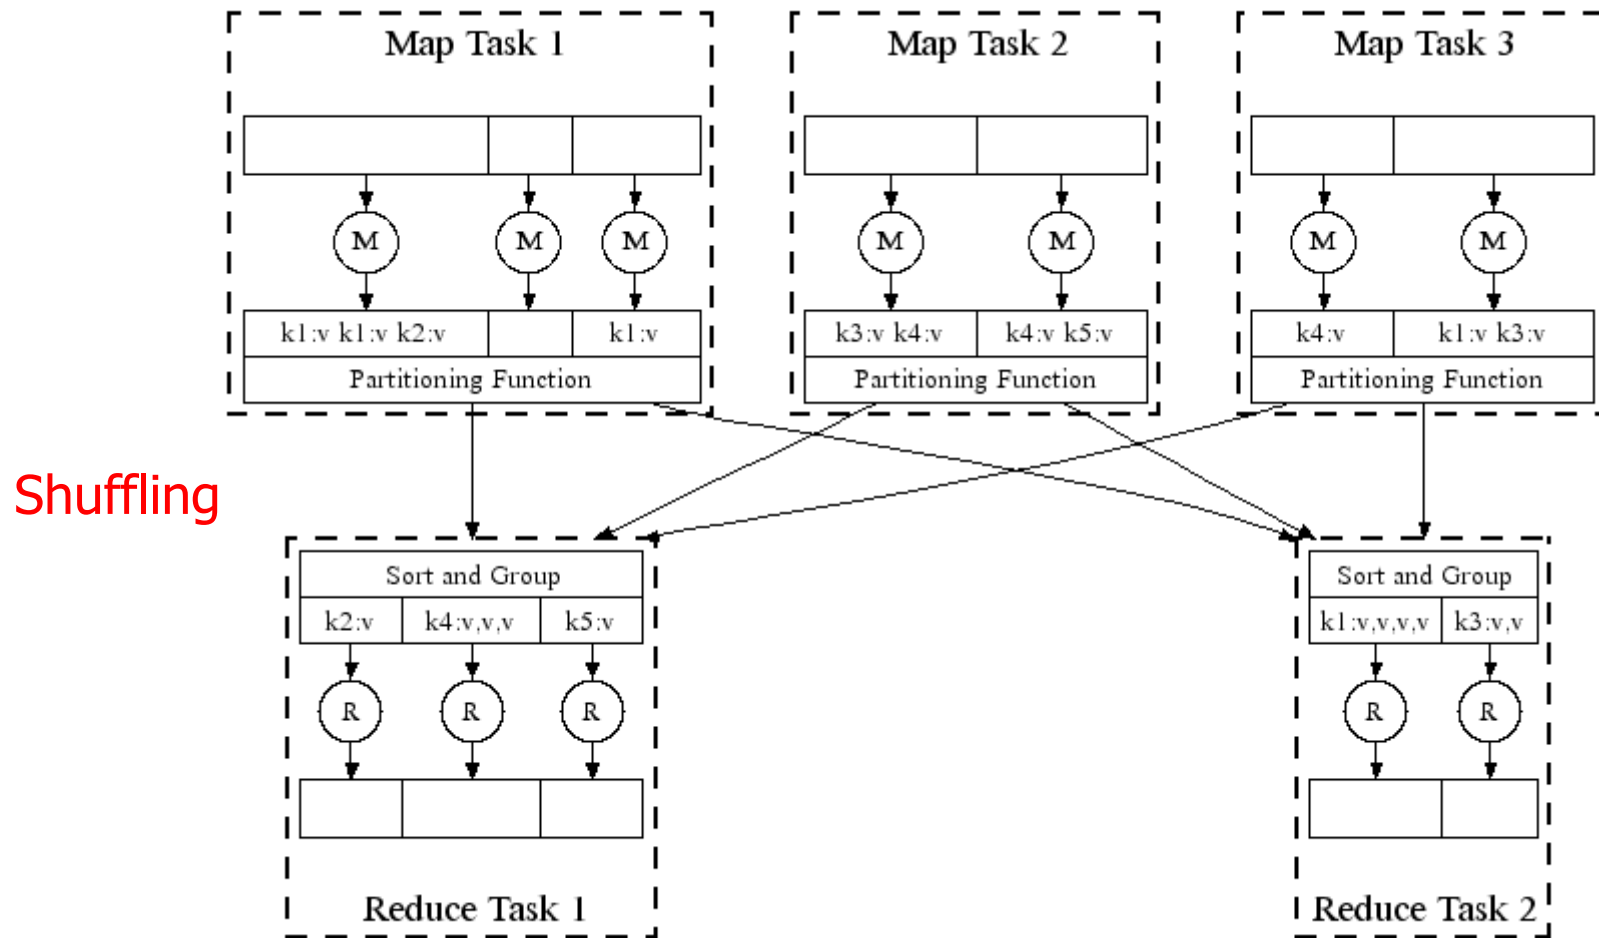 Map Task 1
Map Task 2
Map Task 3
M
M
M
M
M
M
M
k1:v k1:v k2:v
k1:v
k3:v k4:v
k4:v k5:v
k4:v
k1:v k3:v
Partitioning Function
Partitioning Function
Partitioning Function
Shuffling
Sort and Group
Sort and Group
k2:v
k4:v,v,v
k5:v
k1:v,v,v,v
k3:v,v
R
R
R
R
R
Reduce Task 1
Reduce Task 2